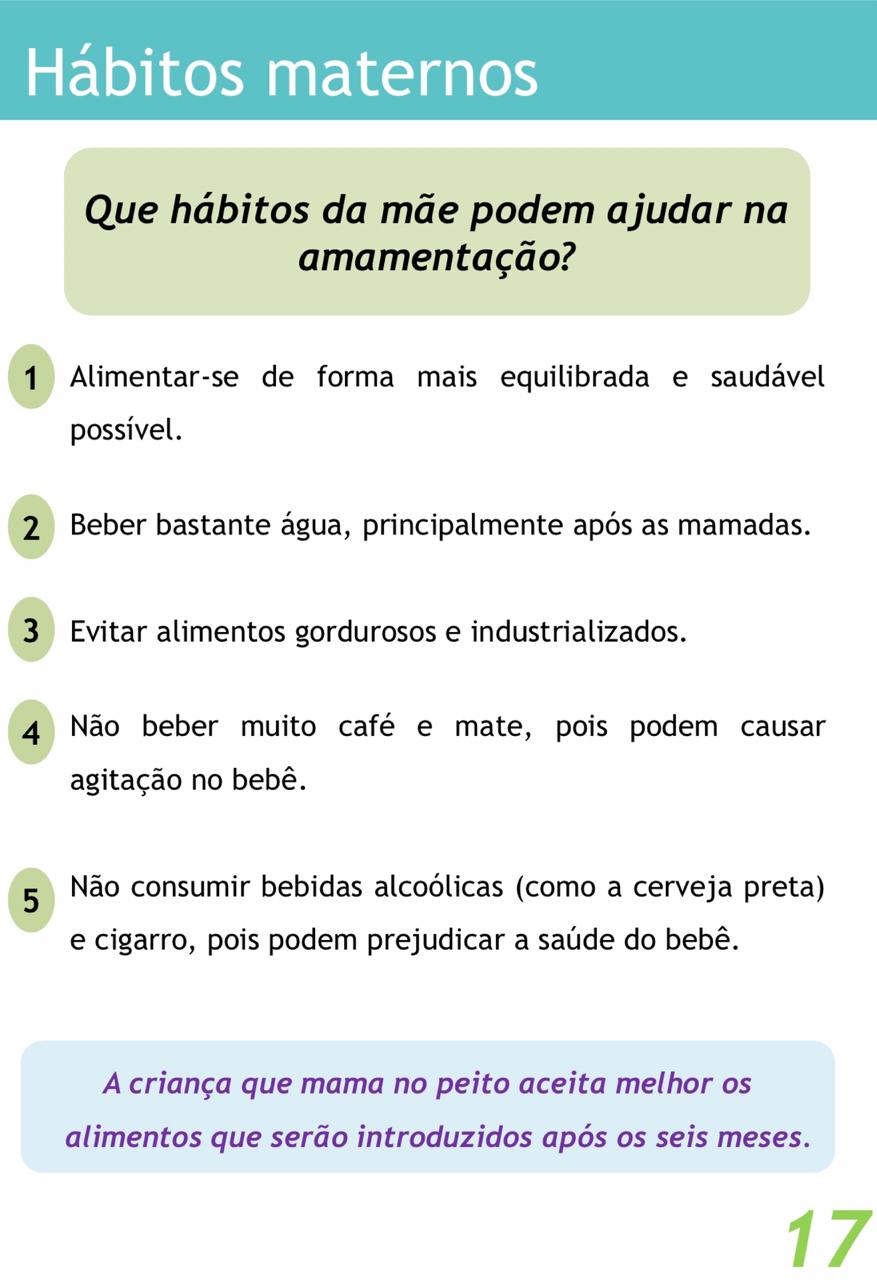 Hábitos maternos
Que hábitos da mãe podem ajudar na
amamentação?
1 Alimentar-se de forma mais equilibrada e saudável
possível.
2 Beber bastante água, principalmente após as mamadas.
3 Evitar alimentos gordurosos e industrializados.
4 Não beber muito café e mate, pois podem causar
agitação no bebê.
5 Não consumir bebidas alcoólicas (como a cerveja preta)
e cigarro, pois podem prejudicar a saúde do bebê.
A criança que mama no peito aceita melhor os
alimentos que serão introduzidos após os seis meses.
17